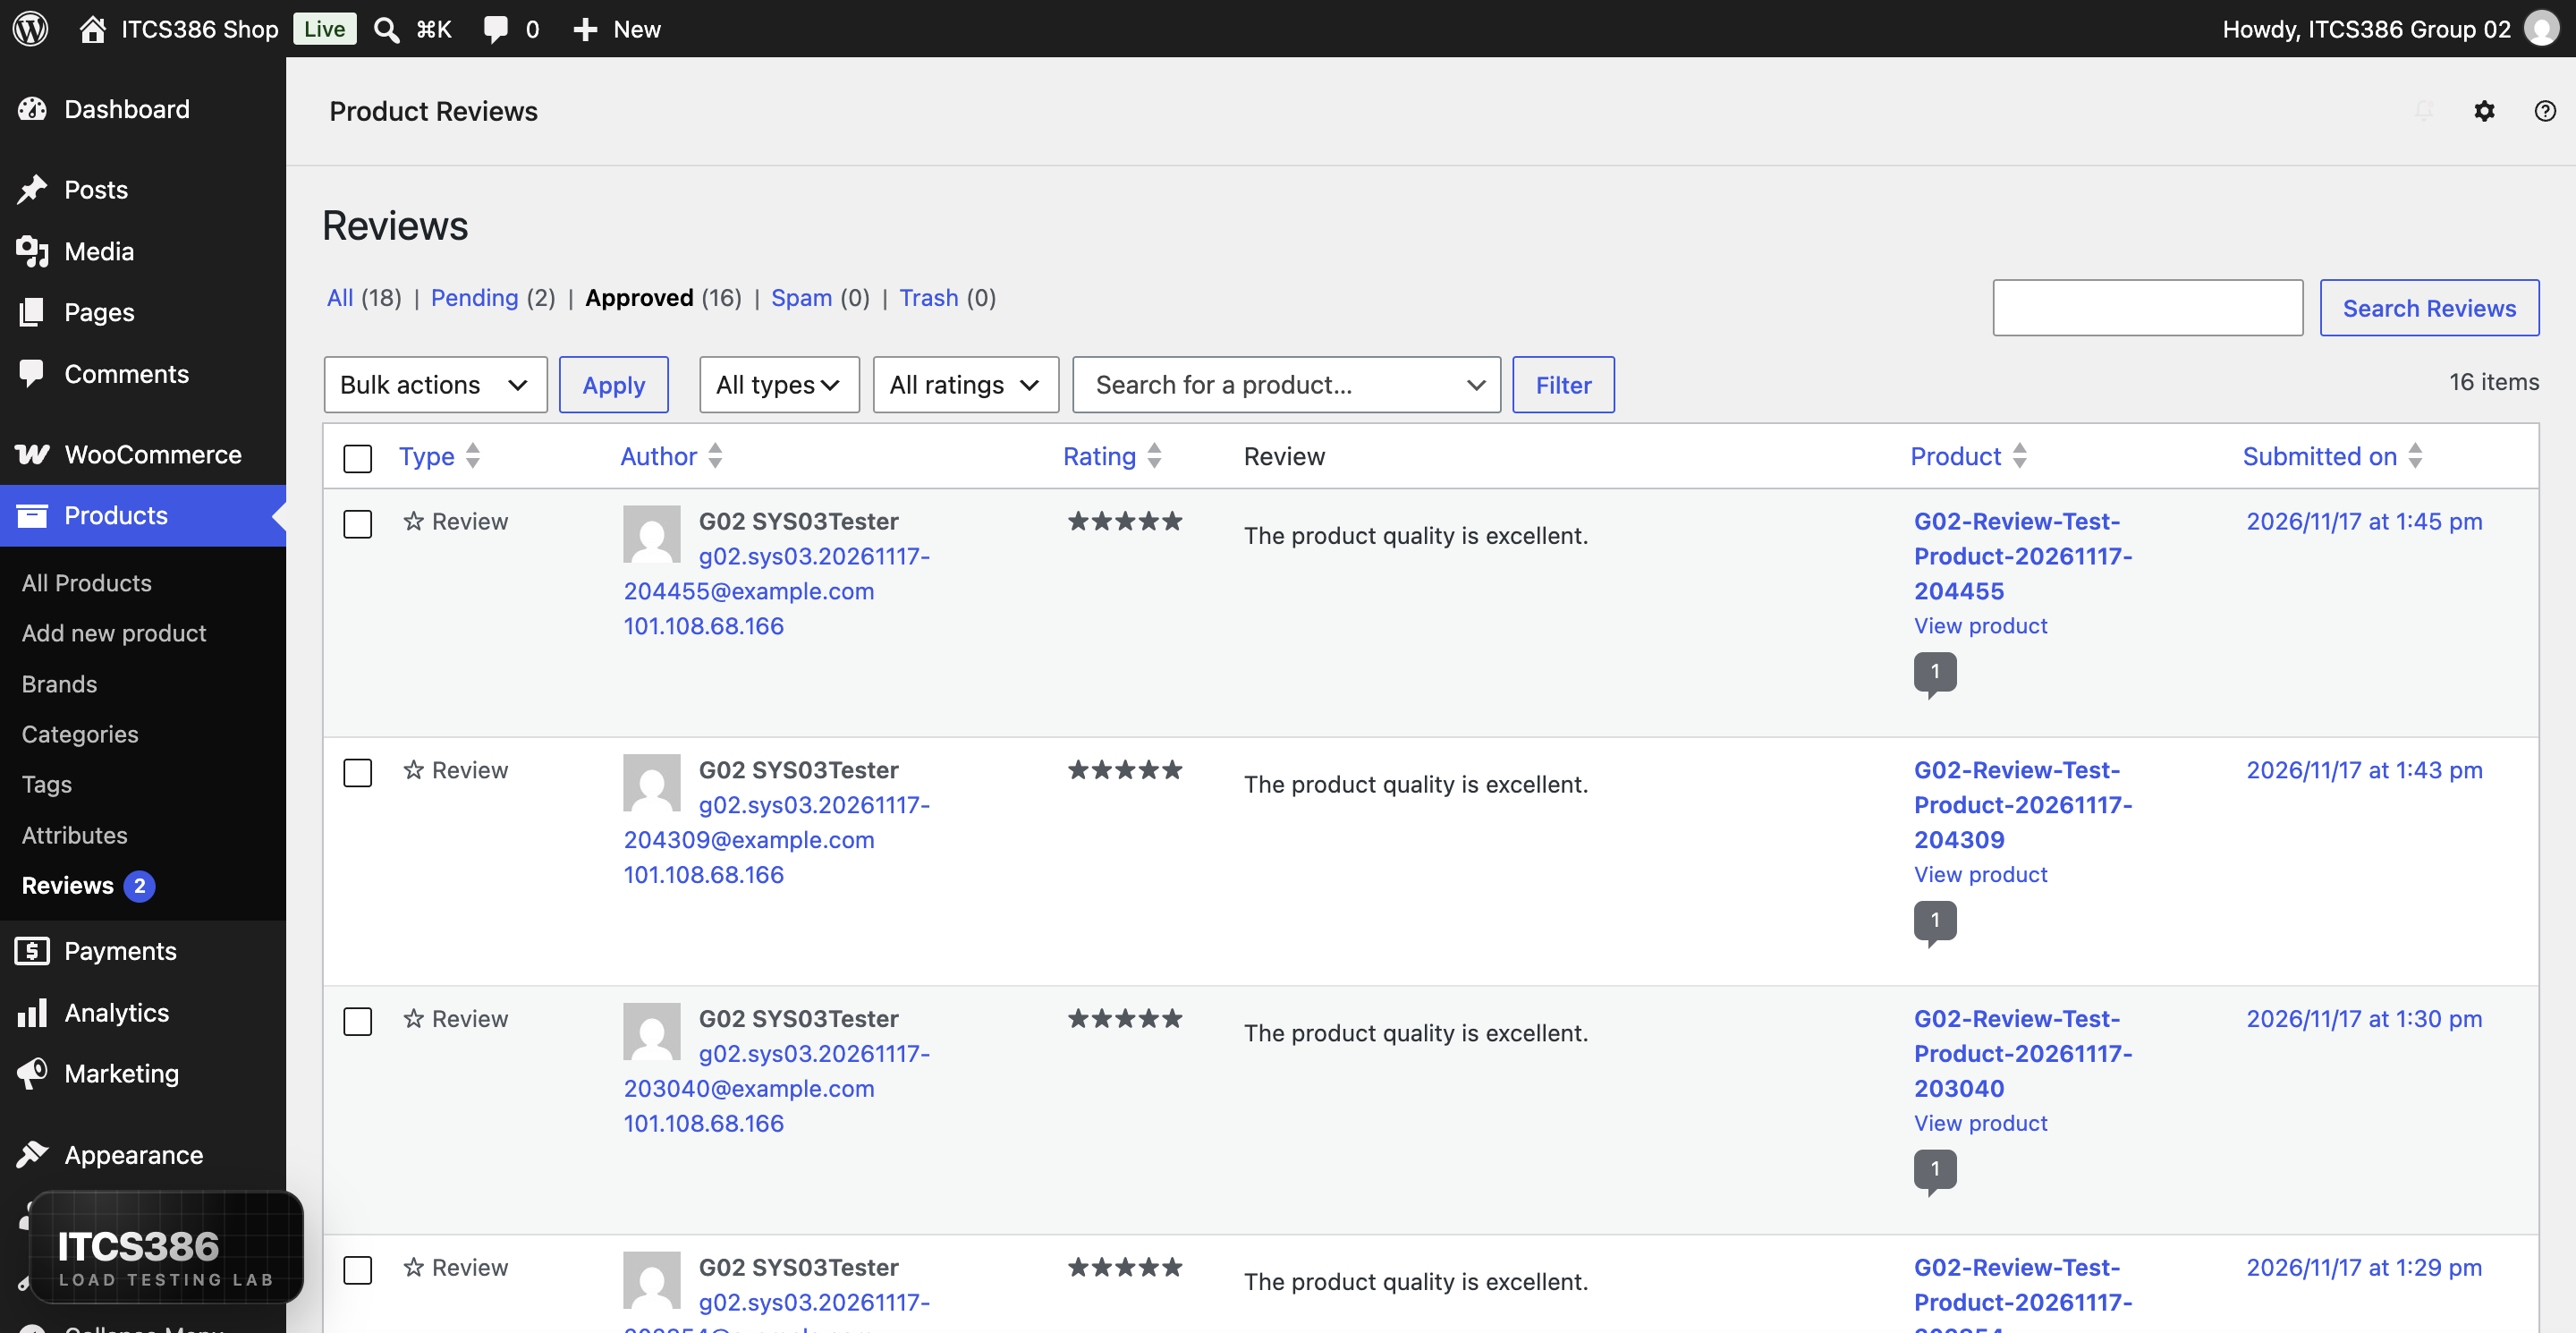 ITCS386 Shop Live ⌘K 0 New Howdy, ITCS386 Group 02
Dashboard
Posts
Media
Pages
Comments
WooCommerce
Products
All Products
Add new product
Brands
Categories
Tags
Attributes
Reviews 2
Payments
Analytics
Marketing
Appearance
ITCS386
LOAD TESTING LAB
Product Reviews
Reviews
All (18) | Pending (2) | Approved (16) | Spam (0) | Trash (0)
Search Reviews
Bulk actions Apply All types All ratings Search for a product... Filter 16 items
Type Author Rating Review Product Submitted on
Review
G02 SYS03Tester
g02.sys03.20261117-
204455@example.com
101.108.68.166
The product quality is excellent.
G02-Review-Test-
Product-20261117-
204455
View product
1
2026/11/17 at 1:45 pm
Review
G02 SYS03Tester
g02.sys03.20261117-
204309@example.com
101.108.68.166
The product quality is excellent.
G02-Review-Test-
Product-20261117-
204309
View product
1
2026/11/17 at 1:43 pm
Review
G02 SYS03Tester
g02.sys03.20261117-
203040@example.com
101.108.68.166
The product quality is excellent.
G02-Review-Test-
Product-20261117-
203040
View product
1
2026/11/17 at 1:30 pm
Review
G02 SYS03Tester
g02.sys03.20261117-
The product quality is excellent.
G02-Review-Test-
Product-20261117-
2026/11/17 at 1:29 pm